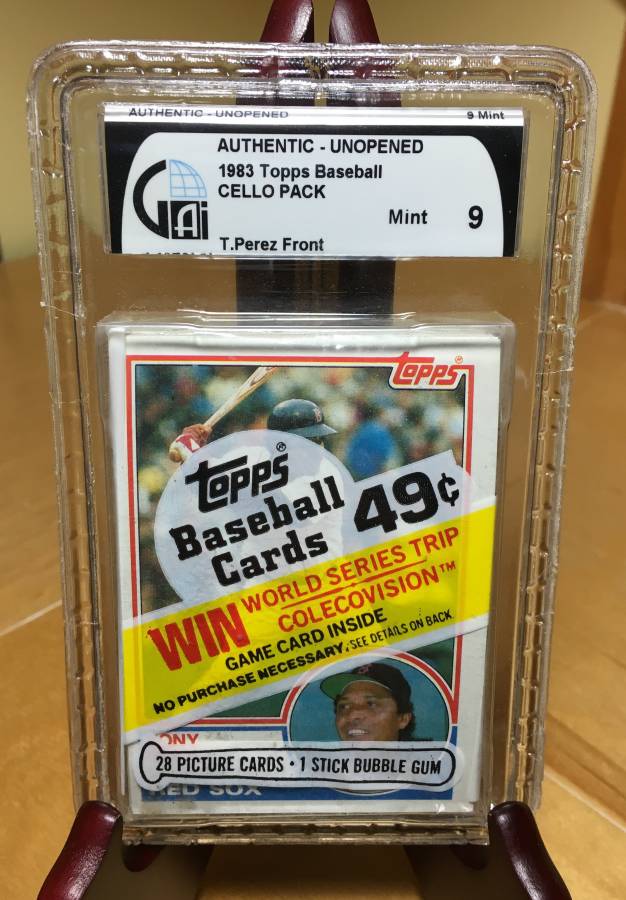 AUTHENTIC - UNOPENED 9 Mint
AUTHENTIC - UNOPENED
1983 Topps Baseball
CELLO PACK
Mint 9
GAi
T.Perez Front
TOPPS®
TOPPS®
Baseball
Cards
49¢
WIN
WORLD SERIES TRIP
COLECOVISION™
GAME CARD INSIDE
NO PURCHASE NECESSARY, SEE DETAILS ON BACK
ONY
28 PICTURE CARDS • 1 STICK BUBBLE GUM
RED SOX